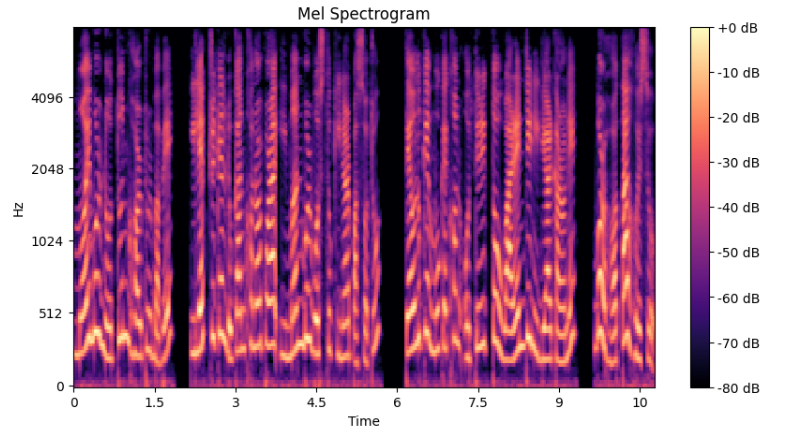 Mel Spectrogram
+0 dB
4096
-10 dB
-20 dB
2048
-30 dB
Hz
1024
-40 dB
-50 dB
512
-60 dB
-70 dB
0
-80 dB
0 1.5 3 4.5 6 7.5 9 10
Time